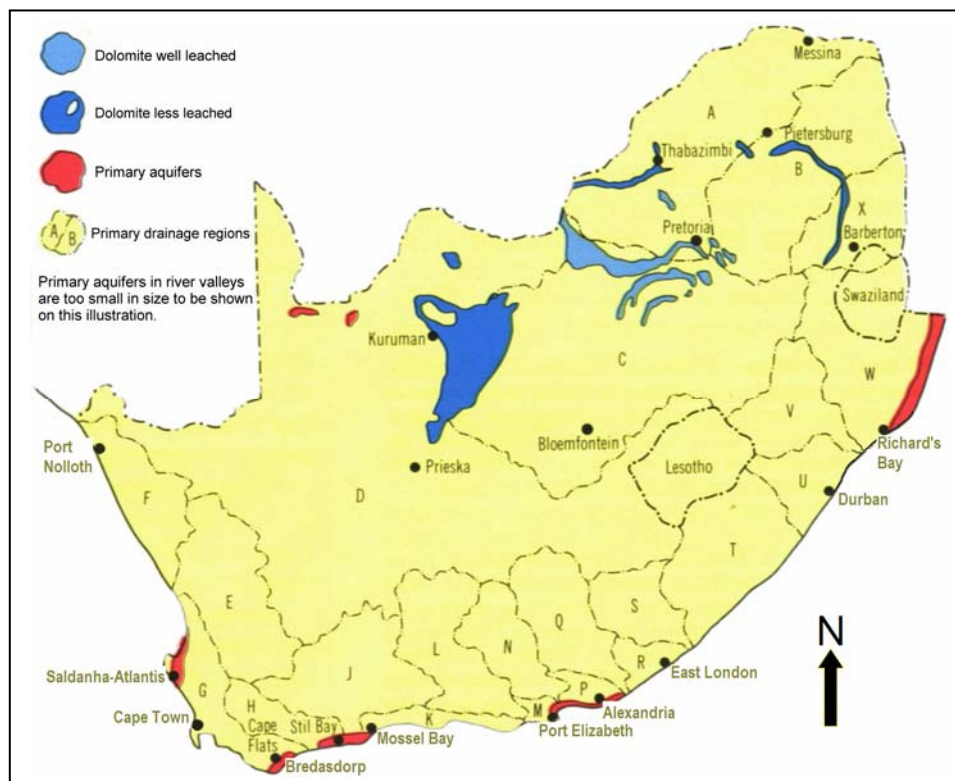 Dolomite well leached
Dolomite less leached
Primary aquifers
A B
Primary drainage regions
Primary aquifers in river valleys
are too small in size to be shown
on this illustration.
Messina
A
Pietersburg
Thabazimbi
B
X
Pretoria
Barberton
Swaziland
Kuruman
C
W
V
Bloemfontein
Richard's
Bay
Port
Nolloth
Prieska
Lesotho
U
Durban
F
D
T
E
S
Q
L
N
J
R
East London
Saldanha-Atlantis
G
P
Alexandria
H
M
Port Elizabeth
Cape Town
Cape
Flats
Stil Bay
K
Mossel Bay
Bredasdorp
N